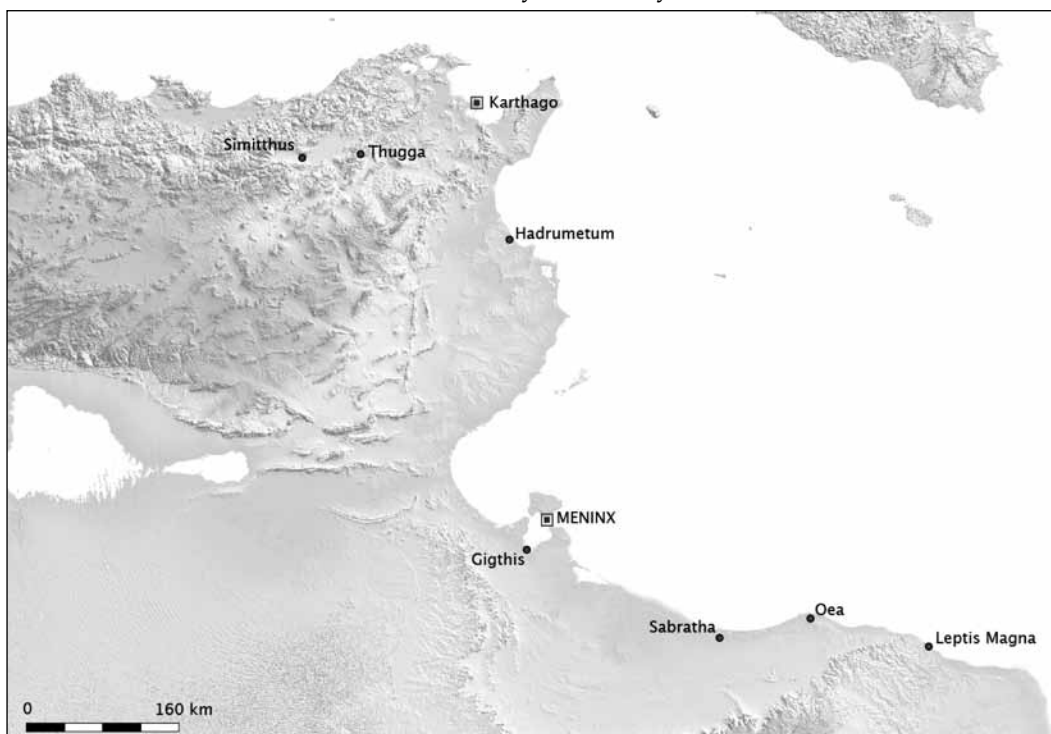 Karthago
Simitthus
Thugga
Hadrumetum
MENINX
Gigthis
Oea
Sabratha
Leptis Magna
0 160 km